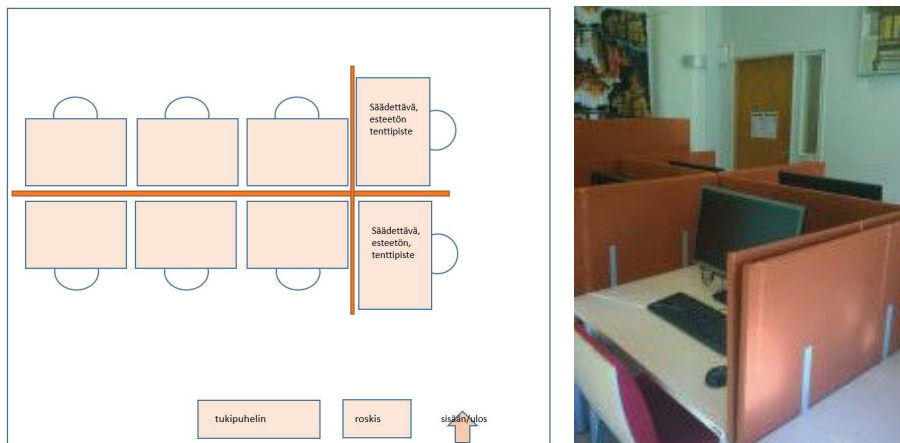 Säädettävä,
esteetön
tenttipiste
Säädettävä,
esteetön,
tenttipiste
tukipuhelin
roskis
sisään/ulos